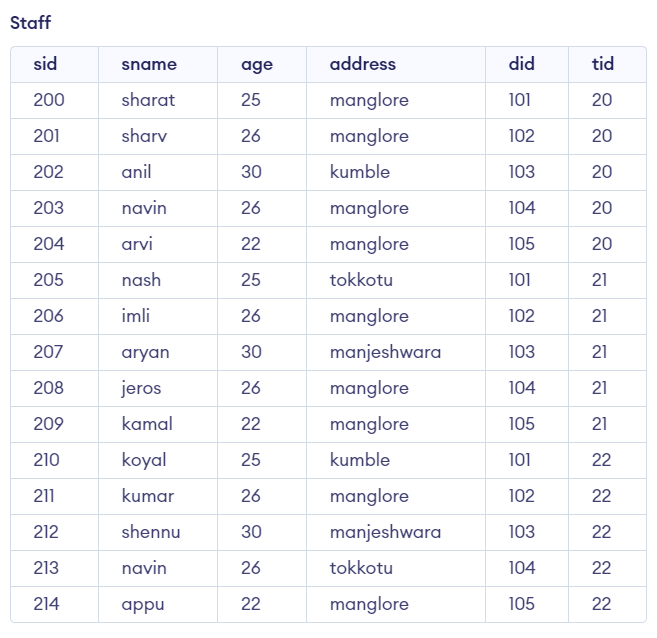 Staff
sid sname age address did tid
200 sharat 25 manglore 101 20
201 sharv 26 manglore 102 20
202 anil 30 kumble 103 20
203 navin 26 manglore 104 20
204 arvi 22 manglore 105 20
205 nash 25 tokkotu 101 21
206 imli 26 manglore 102 21
207 aryan 30 manjeshwara 103 21
208 jeros 26 manglore 104 21
209 kamal 22 manglore 105 21
210 koyal 25 kumble 101 22
211 kumar 26 manglore 102 22
212 shennu 30 manjeshwara 103 22
213 navin 26 tokkotu 104 22
214 appu 22 manglore 105 22